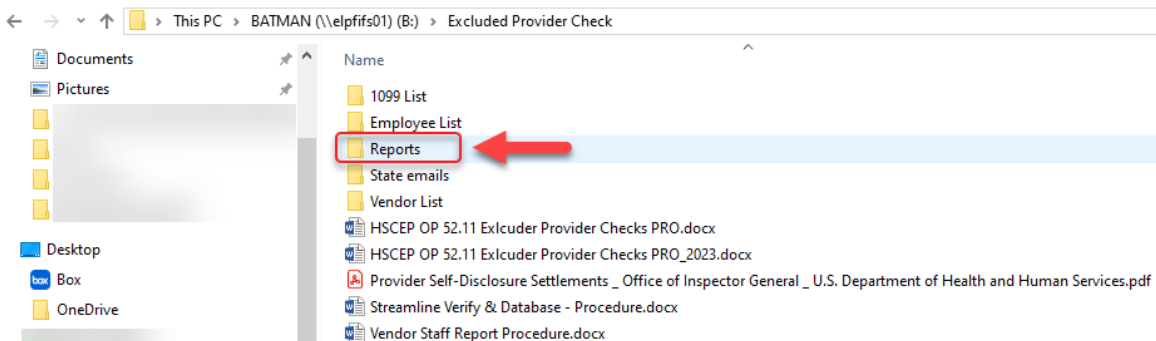 This PC > BATMAN (\\elpfifs01) (B:) > Excluded Provider Check
Documents
Pictures
Desktop
box Box
OneDrive
Name
1099 List
Employee List
Reports
State emails
Vendor List
HSCEP OP 52.11 Exlcuder Provider Checks PRO.docx
HSCEP OP 52.11 Exlcuder Provider Checks PRO_2023.docx
Provider Self-Disclosure Settlements _ Office of Inspector General _ U.S. Department of Health and Human Services.pdf
Streamline Verify & Database - Procedure.docx
Vendor Staff Report Procedure.docx